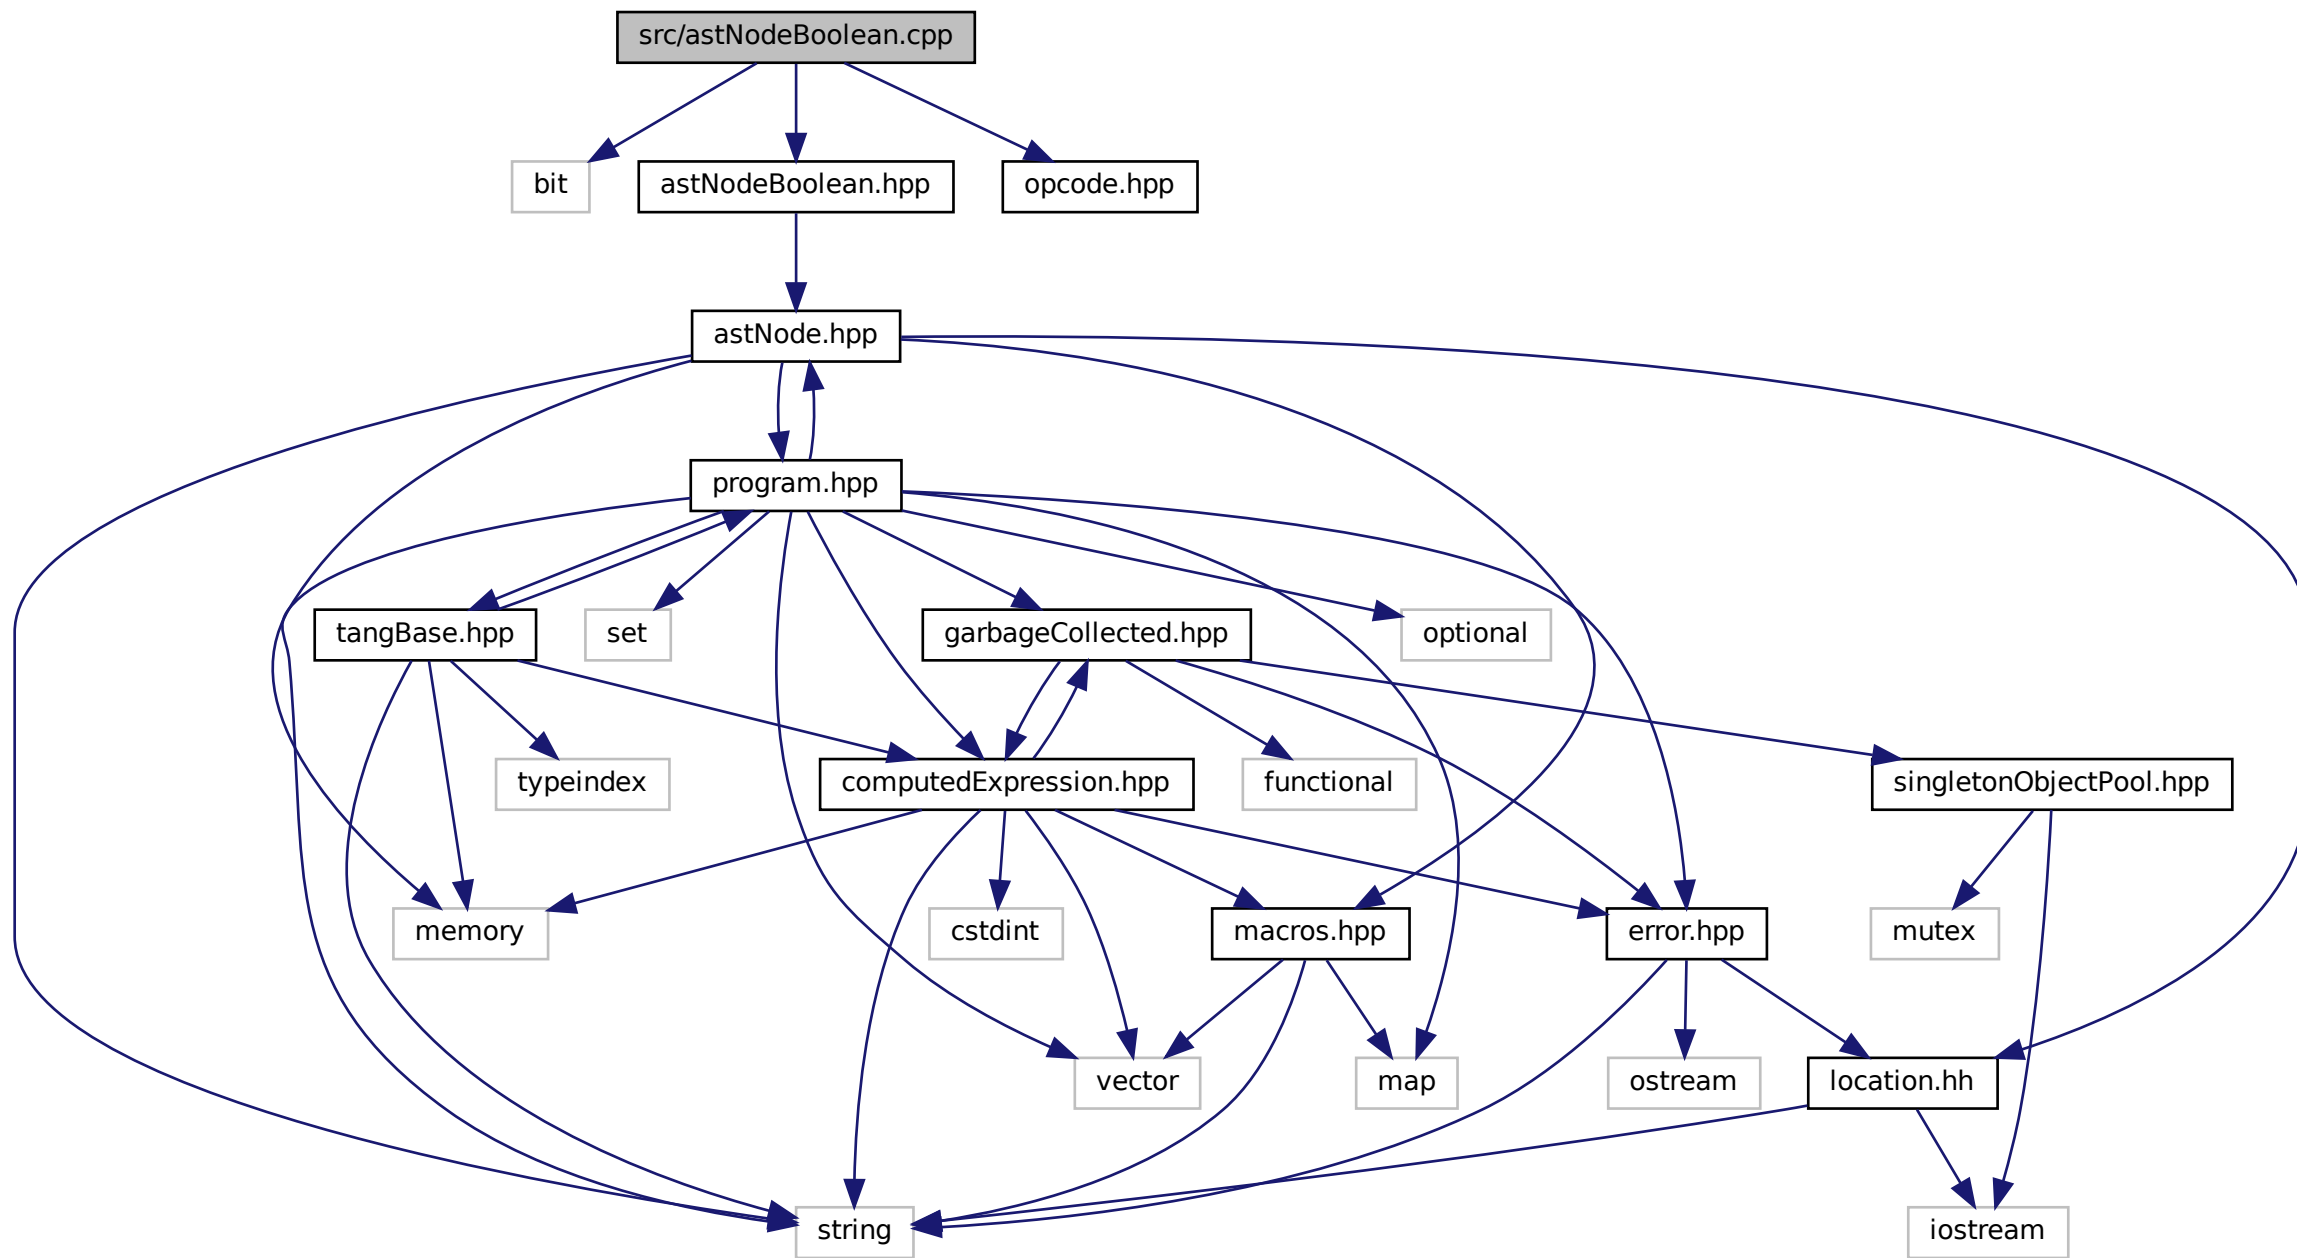 src/astNodeBoolean.cpp
bit
astNodeBoolean.hpp
opcode.hpp
astNode.hpp
program.hpp
tangBase.hpp
set
garbageCollected.hpp
optional
typeindex
computedExpression.hpp
functional
singletonObjectPool.hpp
memory
cstdint
macros.hpp
error.hpp
mutex
vector
map
ostream
location.hh
string
iostream